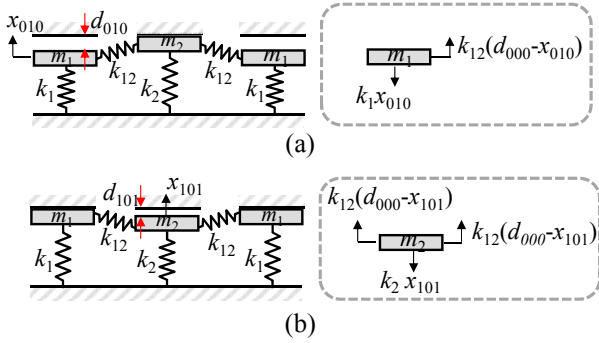 x010 d010
m1 m2 m1
k12 k12
k1 k2 k1
m1 k12(d000-x010)
k1x010
(a)
d101 x101
m1 m2 m1
k12 k12
k1 k2 k1
k12(d000-x101)
m2 k12(d000-x101)
k2 x101
(b)